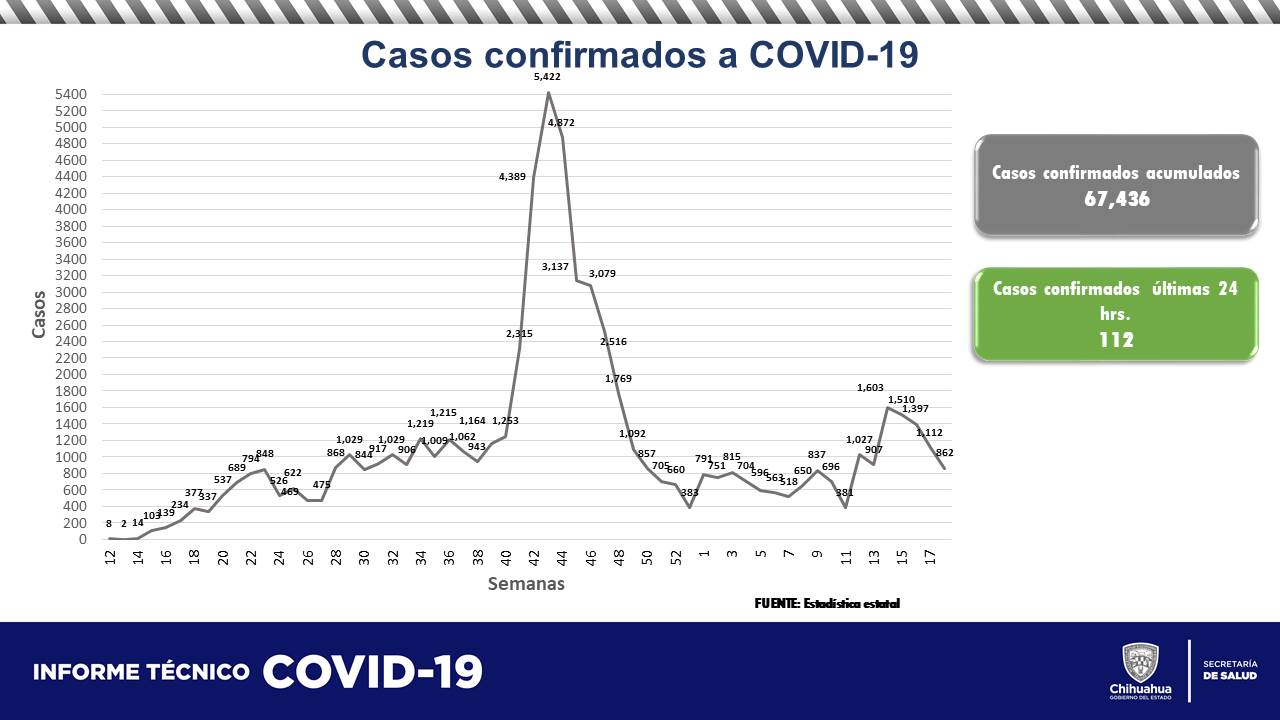 Casos confirmados a COVID-19
5,422
5400
5200
5000
4800
4600
4400
4200
4000
3800
3600
3400
3200
3000
2800
2600
2400
2200
2000
1800
1600
1400
1200
1000
800
600
400
200
0
Casos
8 2 14 103 139 234 377 337 537 689 794 848 526 622 469 475 868 1,029 844 917 1,029 906 1,219 1,009 1,215 1,062 943 1,164 1,253 2,315 4,389 4,872 3,137 3,079 2,516 1,769 1,092 857 705 660 383 791 751 815 704 596 563 518 650 837 696 381 1,027 907 1,603 1,510 1,397 1,112 862
12 14 16 18 20 22 24 26 28 30 32 34 36 38 40 42 44 46 48 50 52 1 3 5 7 9 11 13 15 17
Semanas
Casos confirmados acumulados
67,436
Casos confirmados últimas 24
hrs.
112
FUENTE: Estadística estatal
INFORME TÉCNICO COVID-19
Chihuahua
GOBIERNO DEL ESTADO
SECRETARÍA
DE SALUD